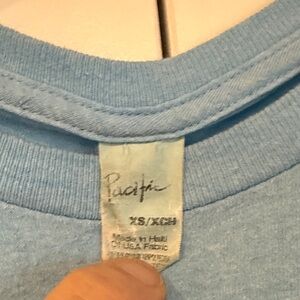 Pacific
XS/XCH
Made in Haiti
Of USA Fabric